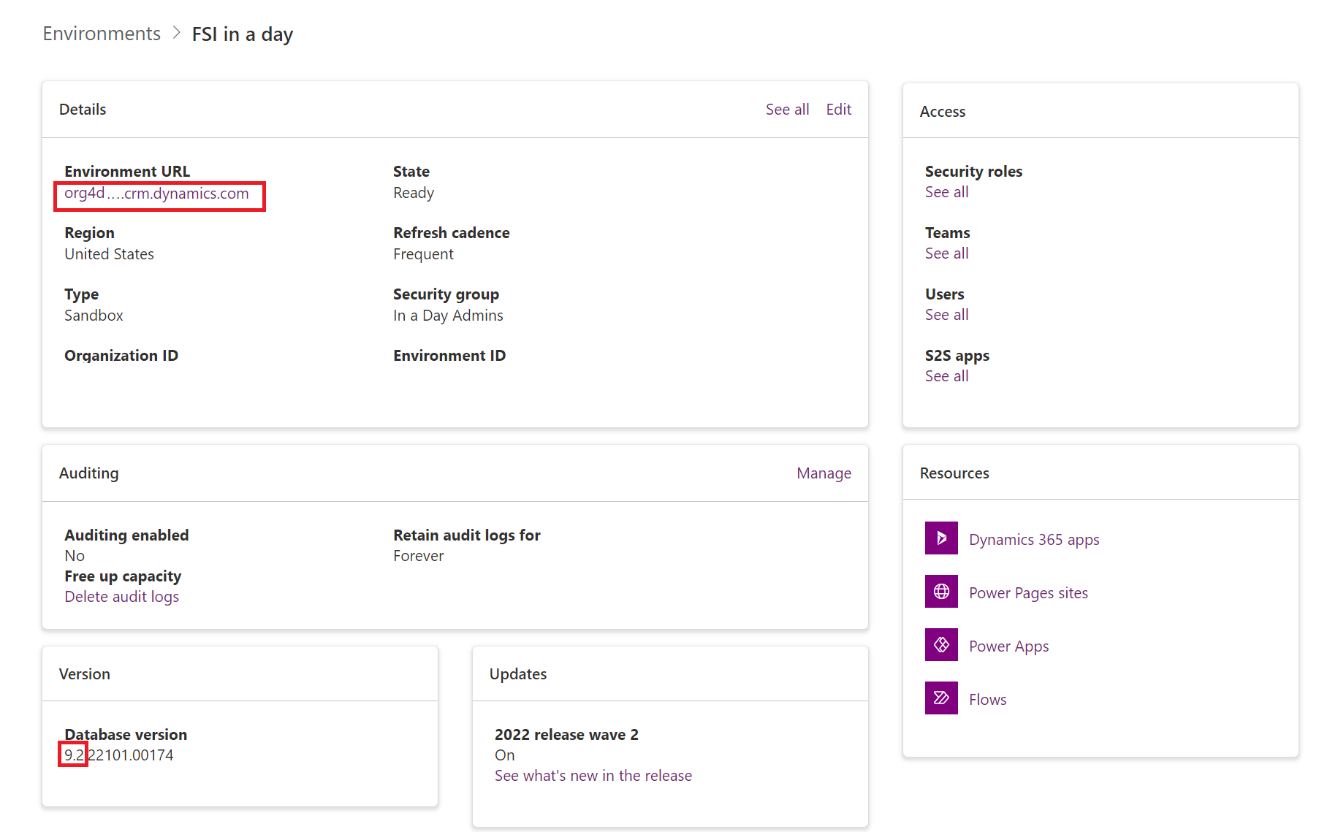 Environments > FSI in a day
Details
See all Edit
Environment URL
org4d....crm.dynamics.com
State
Ready
Region
United States
Refresh cadence
Frequent
Type
Sandbox
Security group
In a Day Admins
Organization ID
Environment ID
Access
Security roles
See all
Teams
See all
Users
See all
S2S apps
See all
Auditing
Manage
Auditing enabled
No
Retain audit logs for
Forever
Free up capacity
Delete audit logs
Resources
Dynamics 365 apps
Power Pages sites
Power Apps
Flows
Version
Database version
9.2.22101.00174
Updates
2022 release wave 2
On
See what's new in the release